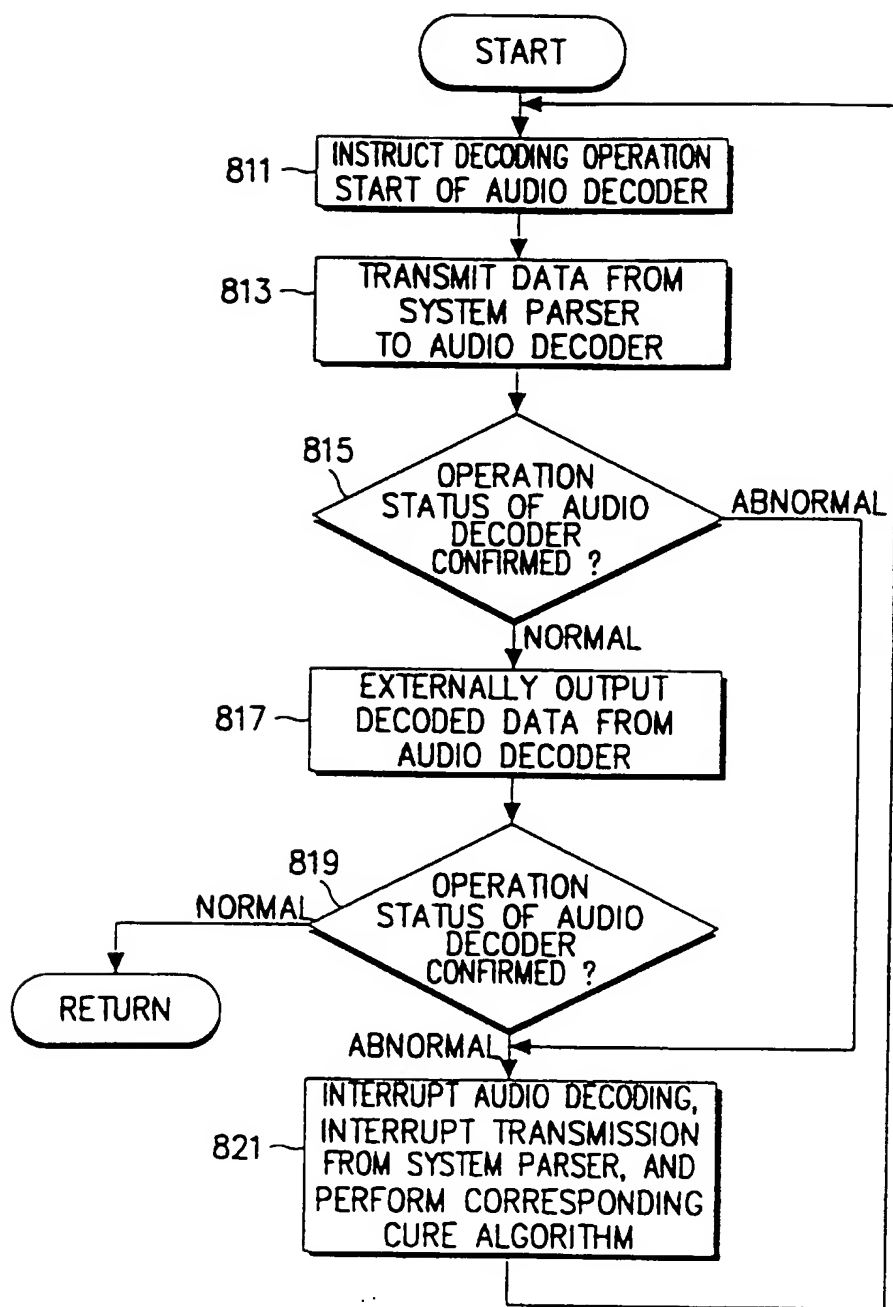 START
811
INSTRUCT DECODING OPERATION
START OF AUDIO DECODER
813
TRANSMIT DATA FROM
SYSTEM PARSER
TO AUDIO DECODER
815
OPERATION
STATUS OF AUDIO
DECODER
CONFIRMED ?
ABNORMAL
NORMAL
817
EXTERNALLY OUTPUT
DECODED DATA FROM
AUDIO DECODER
819
OPERATION
STATUS OF AUDIO
DECODER
CONFIRMED ?
NORMAL
RETURN
ABNORMAL
821
INTERRUPT AUDIO DECODING,
INTERRUPT TRANSMISSION
FROM SYSTEM PARSER, AND
PERFORM CORRESPONDING
CURE ALGORITHM